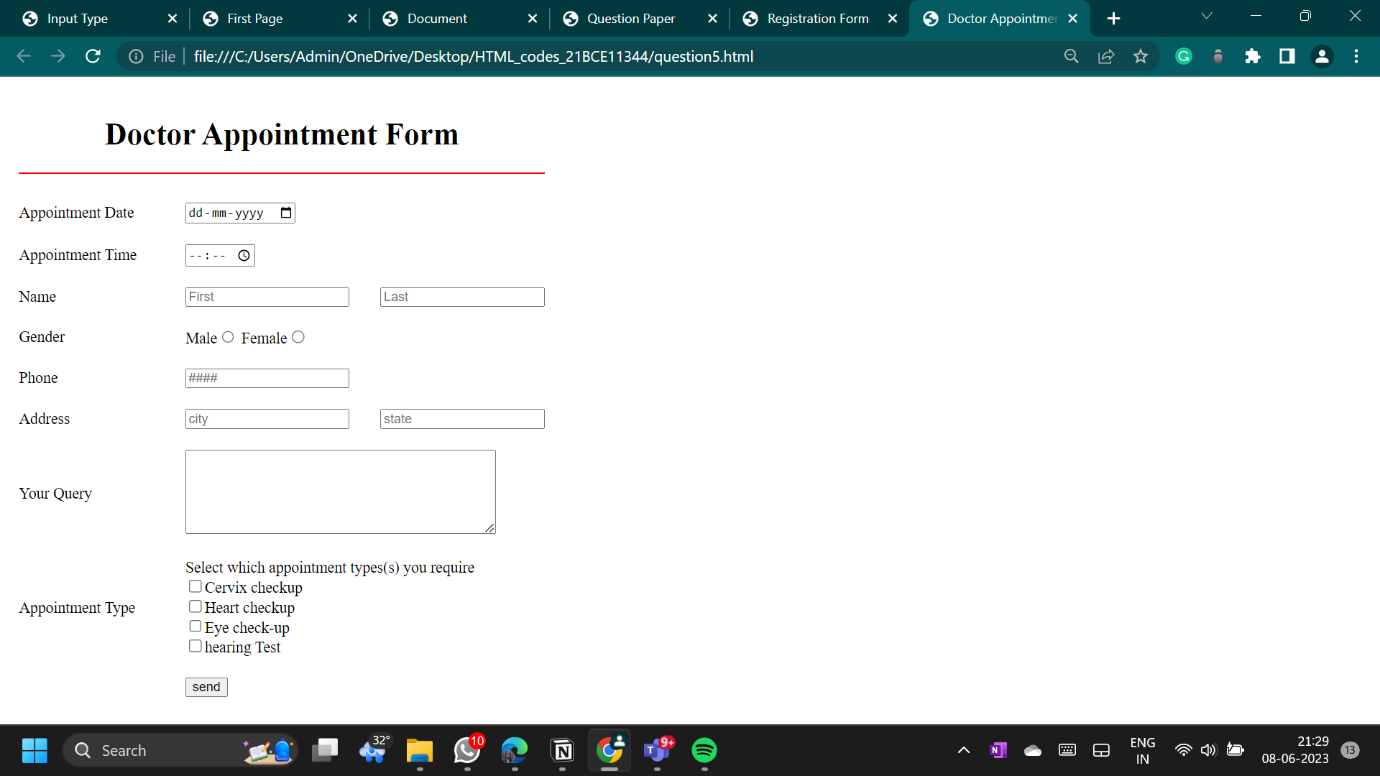 Input Type First Page Document Question Paper Registration Form Doctor Appointmen
File file:///C:/Users/Admin/OneDrive/Desktop/HTML_codes_21BCE11344/question5.html
Doctor Appointment Form
Appointment Date dd-mm-yyyy
Appointment Time --:--
Name First Last
Gender Male Female
Phone ####
Address city state
Your Query
Select which appointment types(s) you require
Cervix checkup
Appointment Type Heart checkup
Eye check-up
hearing Test
send
Search 32° 10 9+ ENG IN 21:29 08-06-2023 13